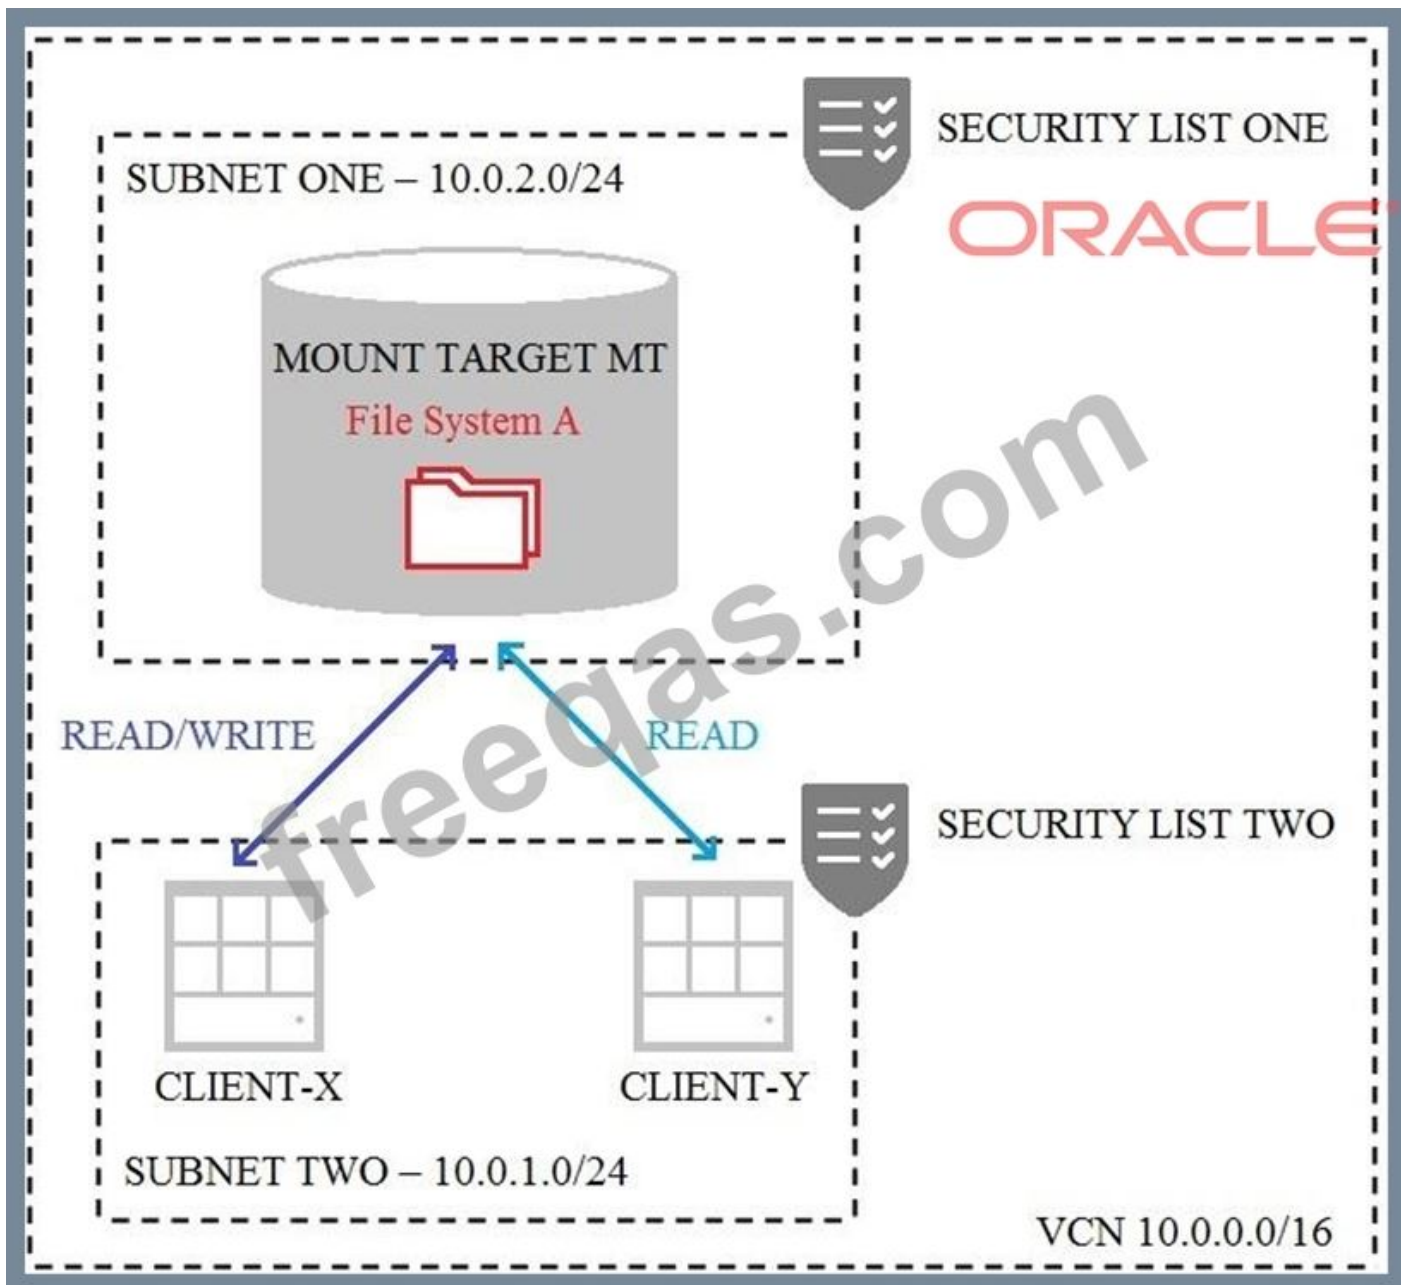 SECURITY LIST ONE
SUBNET ONE – 10.0.2.0/24
ORACLE
MOUNT TARGET MT
File System A
freeqas.com
READ/WRITE
READ
SECURITY LIST TWO
CLIENT-X
CLIENT-Y
SUBNET TWO – 10.0.1.0/24
VCN 10.0.0.0/16